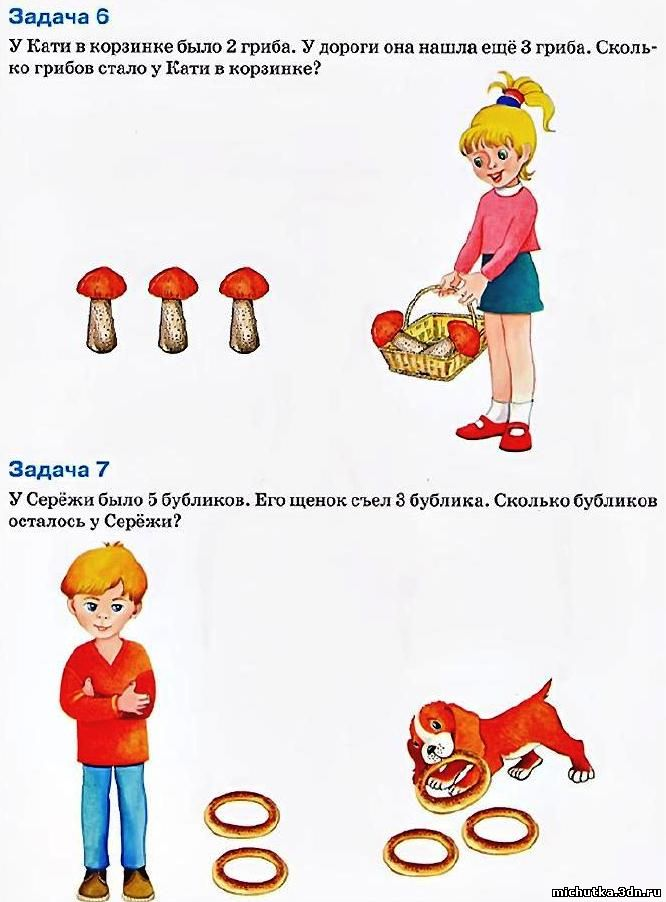 Задача 6
У Кати в корзинке было 2 гриба. У дороги она нашла ещё 3 гриба. Сколь-
ко грибов стало у Кати в корзинке?
Задача 7
У Серёжи было 5 бубликов. Его щенок съел 3 бублика. Сколько бубликов
осталось у Серёжи?
michutka.3dn.ru